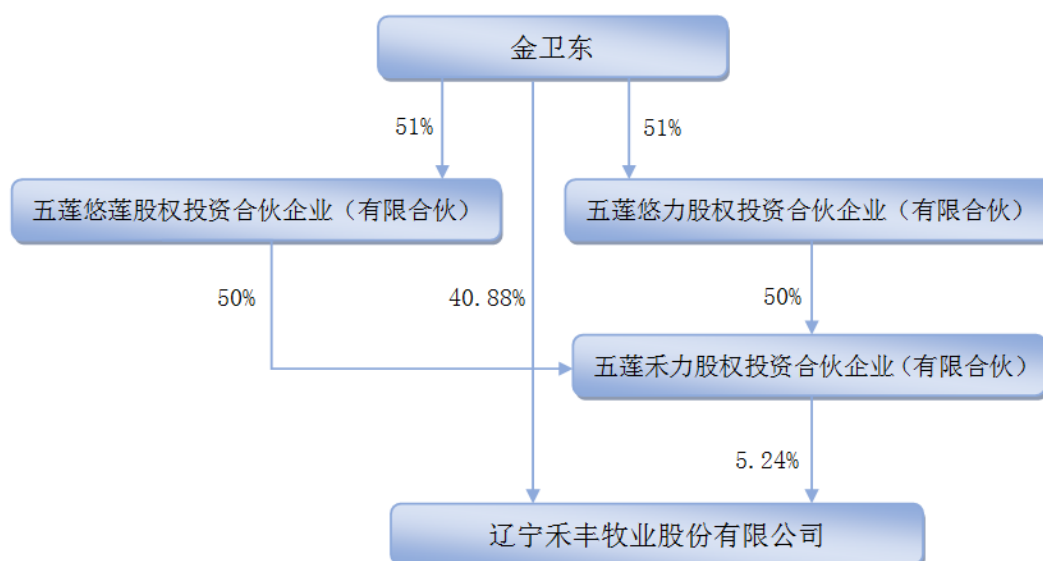 金卫东
51%
51%
五莲悠莲股权投资合伙企业（有限合伙）
五莲悠力股权投资合伙企业（有限合伙）
50%
40.88%
50%
五莲禾力股权投资合伙企业（有限合伙）
5.24%
辽宁禾丰牧业股份有限公司